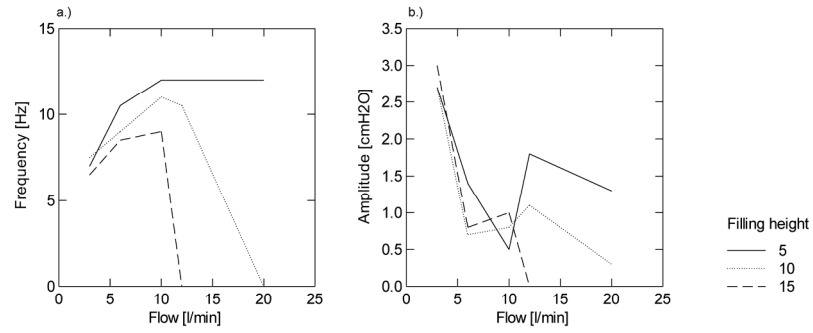 a.)
15
10
5
0
Frequency [Hz]
0 5 10 15 20 25
Flow [l/min]
b.)
3.5
3.0
2.5
2.0
1.5
1.0
0.5
0.0
Amplitude [cmH2O]
0 5 10 15 20 25
Flow [l/min]
Filling height
5
10
15